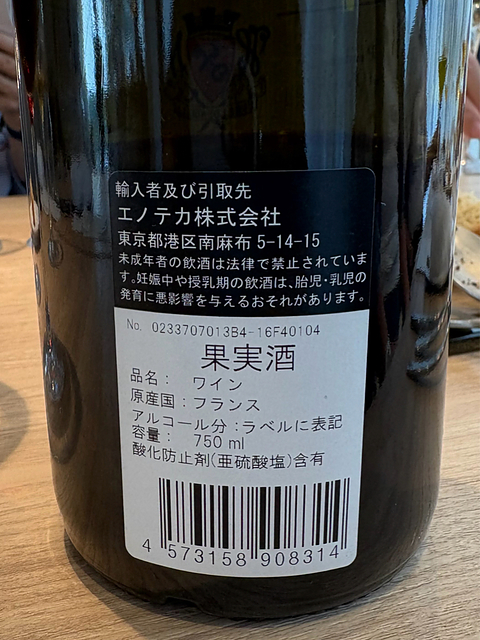 輸入者及び引取先
エノテカ株式会社
東京都港区南麻布 5-14-15
未成年者の飲酒は法律で禁止されていま
す。妊娠中や授乳期の飲酒は、胎児・乳児の
発育に悪影響を与えるおそれがあります。
No. 0233707013B4-16F40104
果実酒
品名： ワイン
原産国：フランス
アルコール分：ラベルに表記
容量： 750 ml
酸化防止剤(亜硫酸塩)含有
4 573158 908314